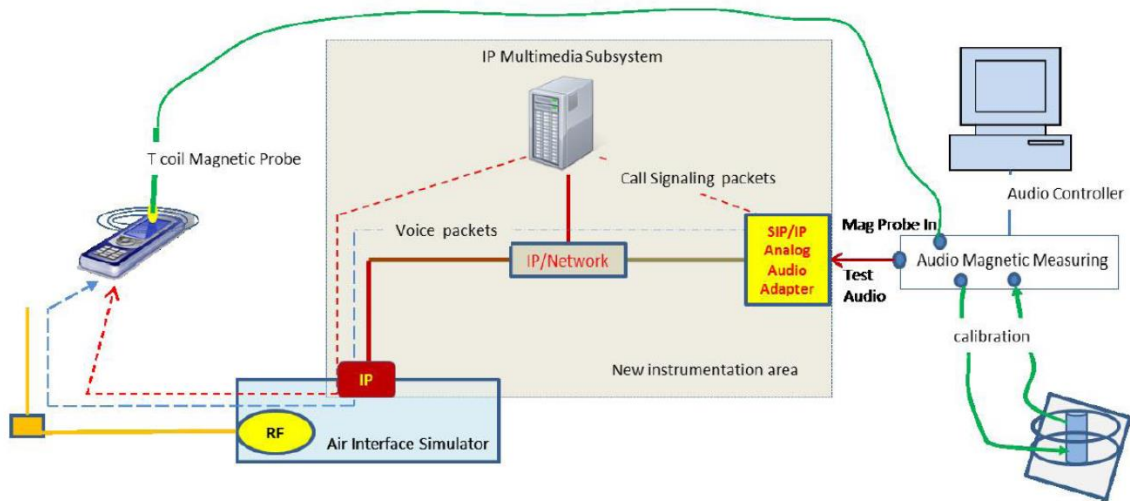 IP Multimedia Subsystem
T coil Magnetic Probe
Call Signaling packets
Audio Controller
Voice packets
Mag Probe In
SIP/IP
Analog
Audio
Adapter
IP/Network
Audio Magnetic Measuring
Test
Audio
calibration
New instrumentation area
IP
RF
Air Interface Simulator